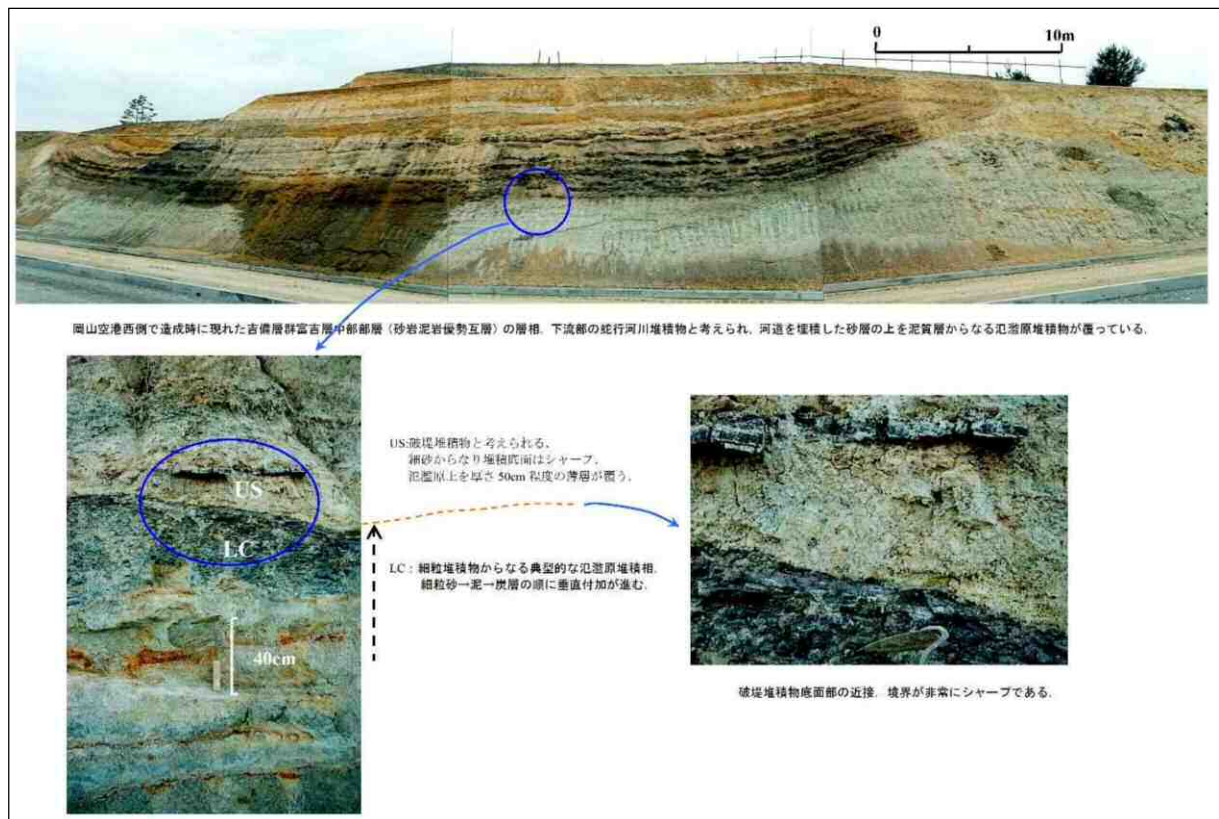 0 10m
岡山空港西側で造成時に現れた吉備層群富吉層中部部層（砂岩泥岩優勢互層）の層相．下流部の蛇行河川堆積物と考えられ，河道を埋積した砂層の上を泥質層からなる氾濫原堆積物が覆っている．
US:破堤堆積物と考えられる．
細砂からなり堆積底面はシャープ．
氾濫原上を厚さ 50cm 程度の薄層が覆う．
US
LC
LC：細粒堆積物からなる典型的な氾濫原堆積相．
細粒砂→泥→炭層の順に垂直付加が進む．
40cm
破堤堆積物底面部の近接．境界が非常にシャープである．